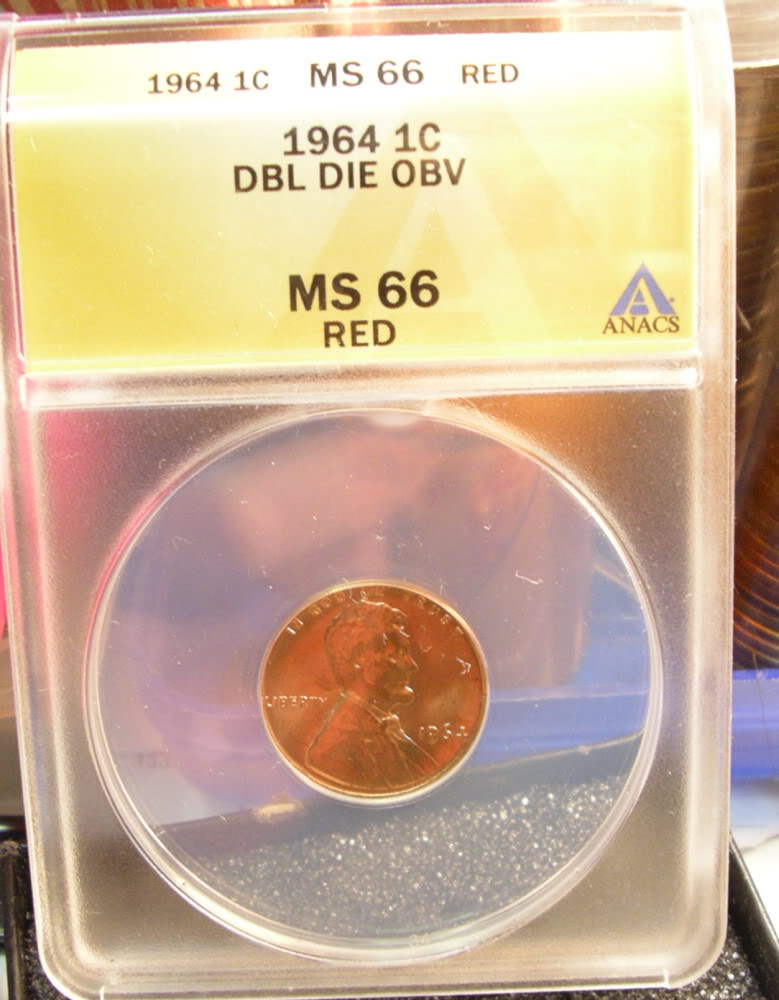 1964 1C MS 66 RED
1964 1C
DBL DIE OBV
MS 66
RED
ANACS
IN GOD WE TRUST
LIBERTY
1964